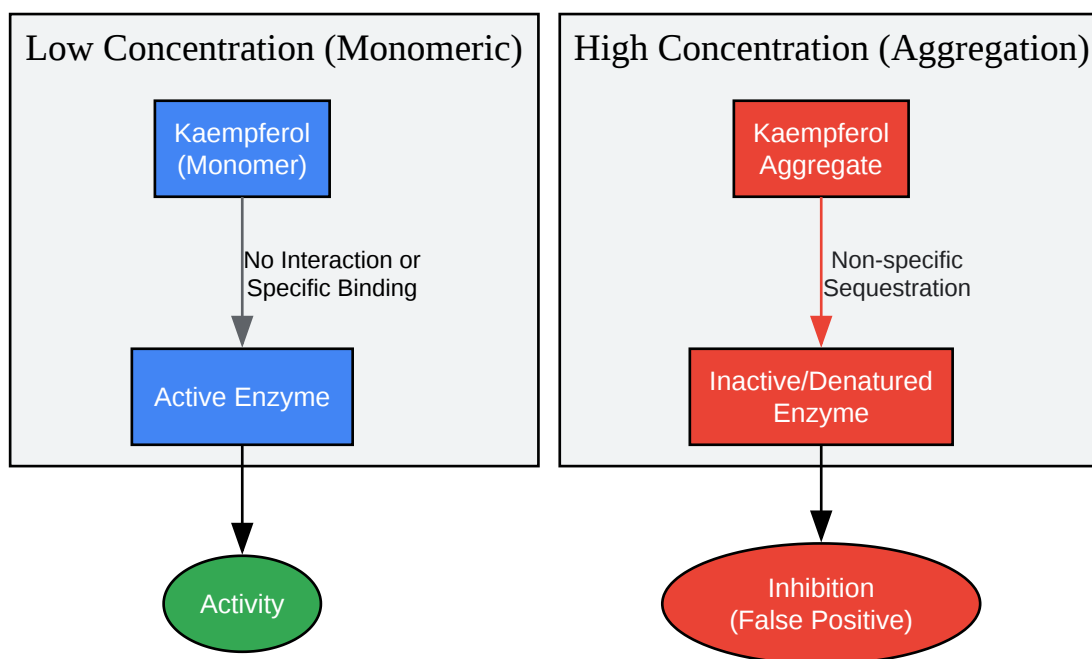 Low Concentration (Monomeric)
Kaempferol
(Monomer)
No Interaction or
Specific Binding
Active Enzyme
Activity
High Concentration (Aggregation)
Kaempferol
Aggregate
Non-specific
Sequestration
Inactive/Denatured
Enzyme
Inhibition
(False Positive)